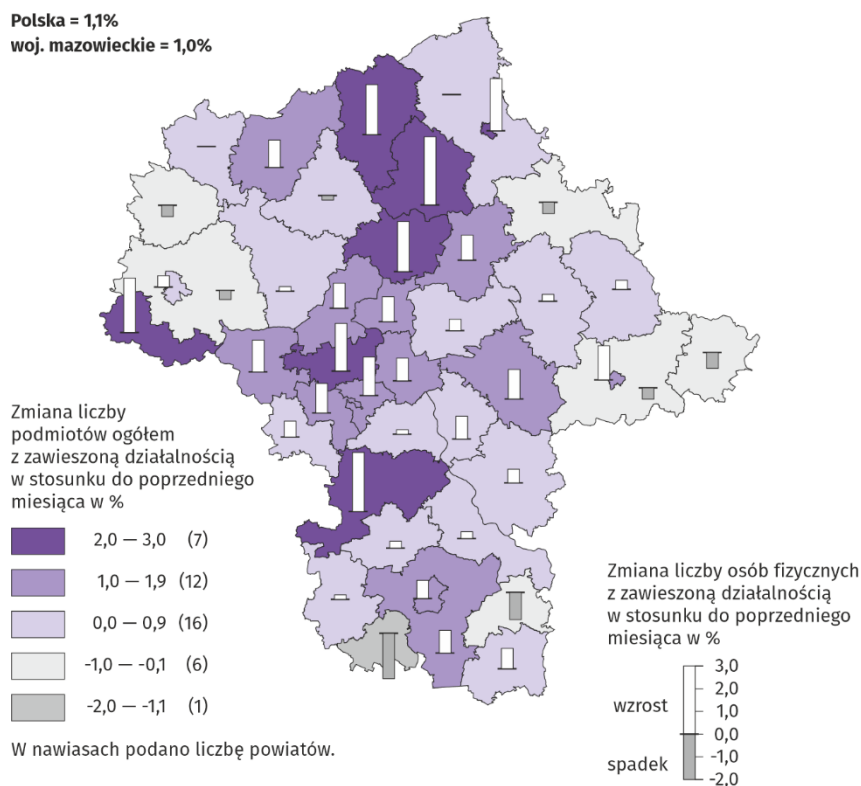 Polska = 1,1%
woj. mazowieckie = 1,0%
Zmiana liczby
podmiotów ogółem
z zawieszoną działalnością
w stosunku do poprzedniego
miesiąca w %
2,0 — 3,0 (7)
1,0 — 1,9 (12)
0,0 — 0,9 (16)
-1,0 — -0,1 (6)
-2,0 — -1,1 (1)
W nawiasach podano liczbę powiatów.
Zmiana liczby osób fizycznych
z zawieszoną działalnością
w stosunku do poprzedniego
miesiąca w %
3,0
2,0
wzrost 1,0
0,0
-1,0
spadek -2,0